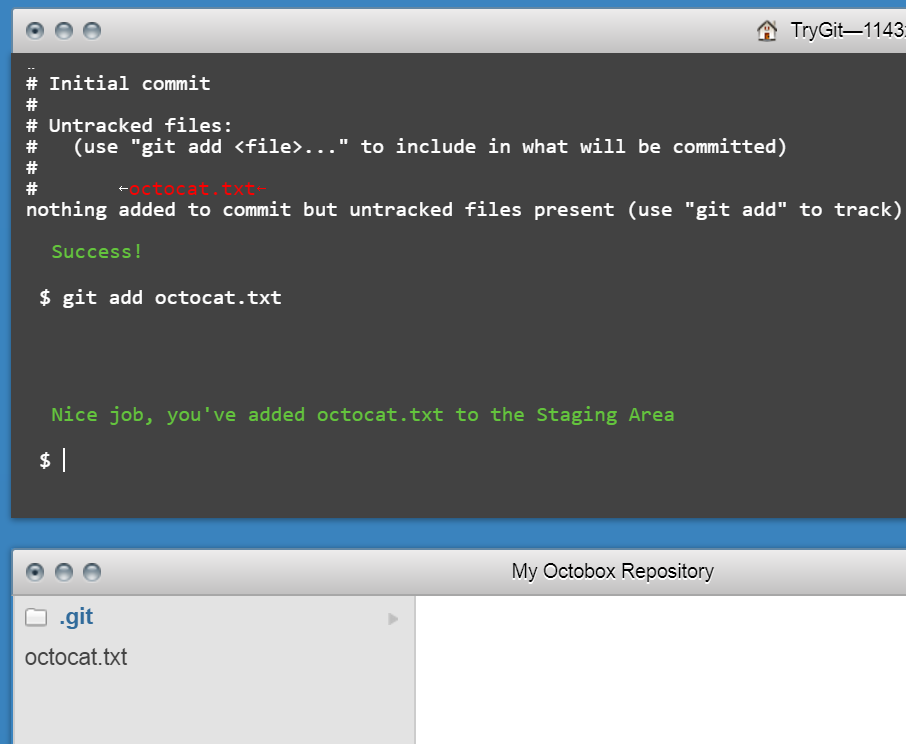 TryGit—1143
# Initial commit
#
# Untracked files:
#   (use "git add <file>..." to include in what will be committed)
#
#       ←octocat.txt←
nothing added to commit but untracked files present (use "git add" to track)
Success!
$ git add octocat.txt
Nice job, you've added octocat.txt to the Staging Area
$
My Octobox Repository
.git
octocat.txt